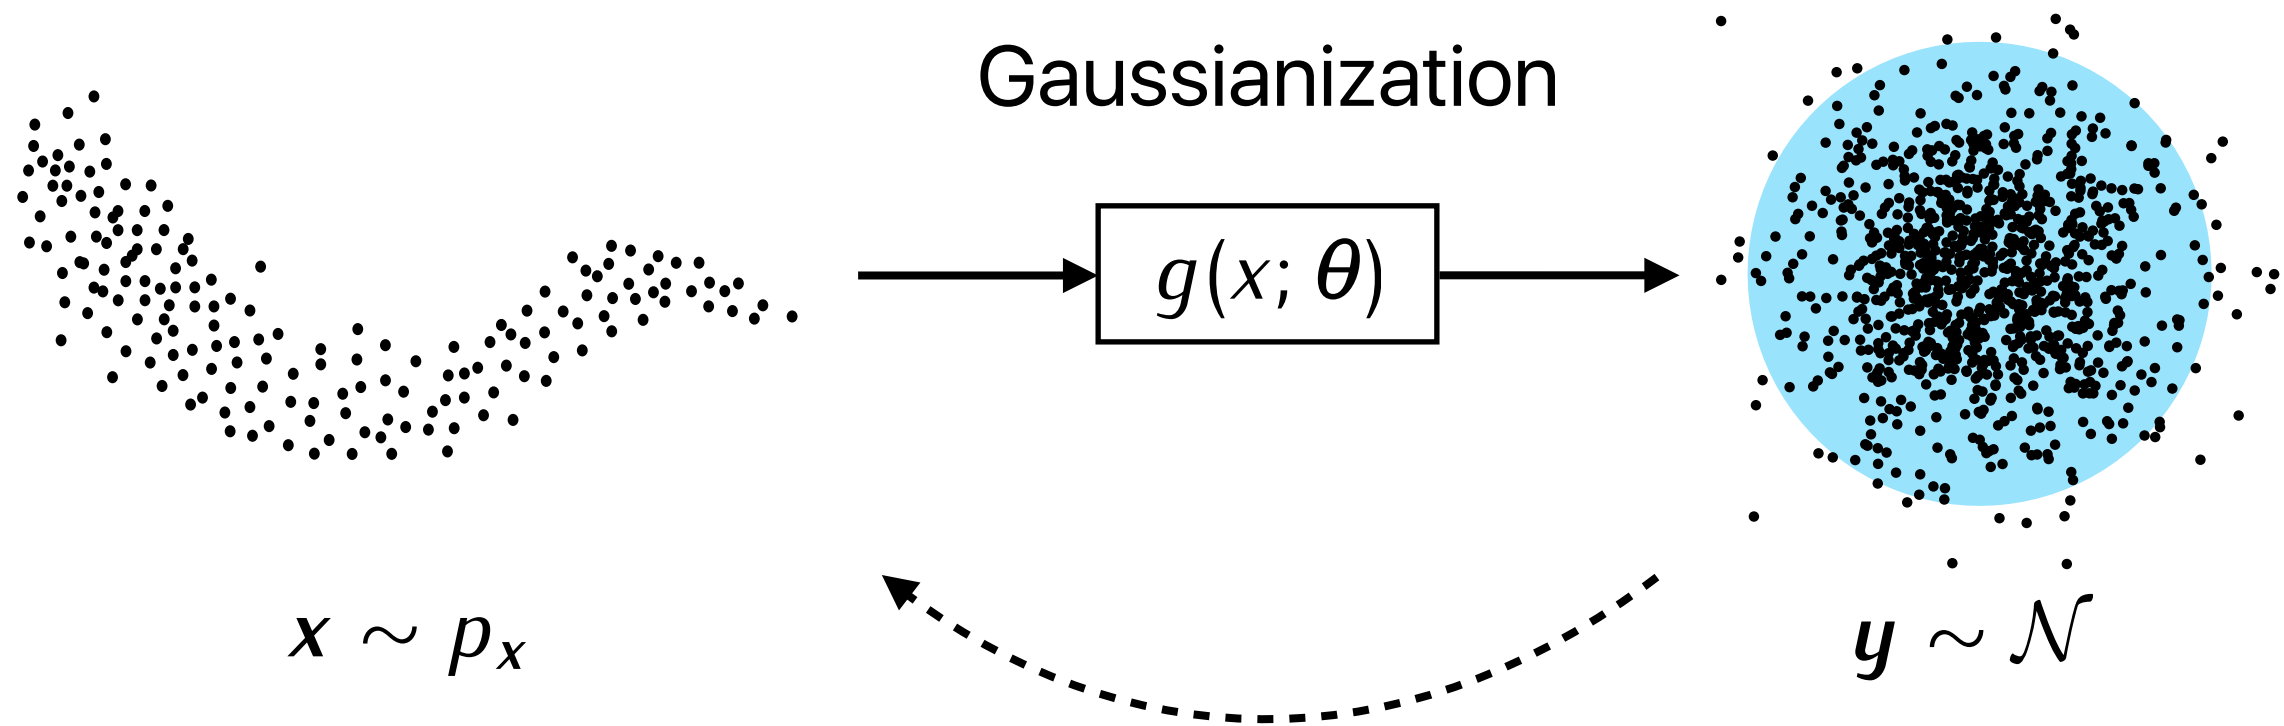 Gaussianization
g(x; θ)
x ~ pₓ
y ~ 𝒩